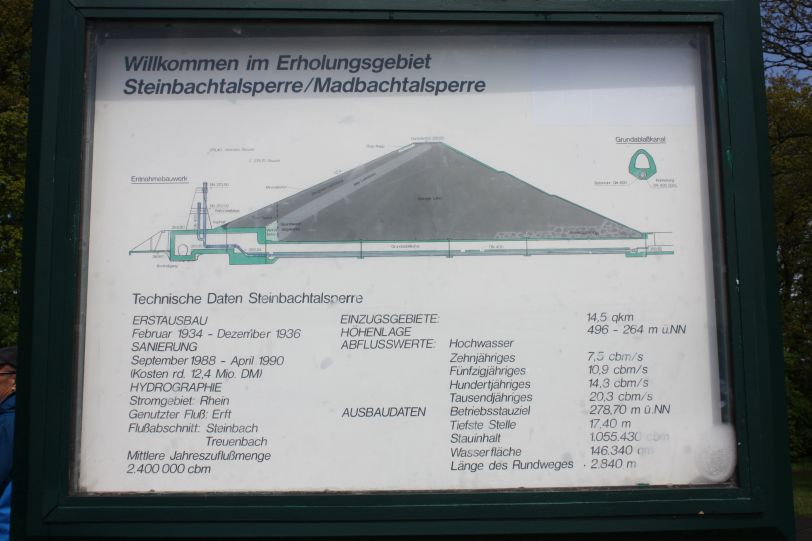 Willkommen im Erholungsgebiet
Steinbachtalsperre/Madbachtalsperre
Grundablaßkanal
Entnahmebauwerk
Technische Daten Steinbachtalsperre
ERSTAUSBAU
Februar 1934 - Dezember 1936
SANIERUNG
September 1988 - April 1990
(Kosten rd. 12,4 Mio. DM)
HYDROGRAPHIE
Stromgebiet: Rhein
Genutzter Fluß: Erft
Flußabschnitt: Steinbach
Treuenbach
Mittlere Jahreszuflußmenge
2.400 000 cbm
EINZUGSGEBIETE: 14,5 qkm
HÖHENLAGE 496 - 264 m ü.NN
ABFLUSSWERTE: Hochwasser
Zehnjähriges 7,5 cbm/s
Fünfzigjähriges 10,9 cbm/s
Hundertjähriges 14,3 cbm/s
Tausendjähriges 20,3 cbm/s
AUSBAUDATEN Betriebsstauziel 278,70 m ü.NN
Tiefste Stelle 17,40 m
Stauinhalt 1.055.430 cbm
Wasserfläche 146.340 qm
Länge des Rundweges 2.840 m